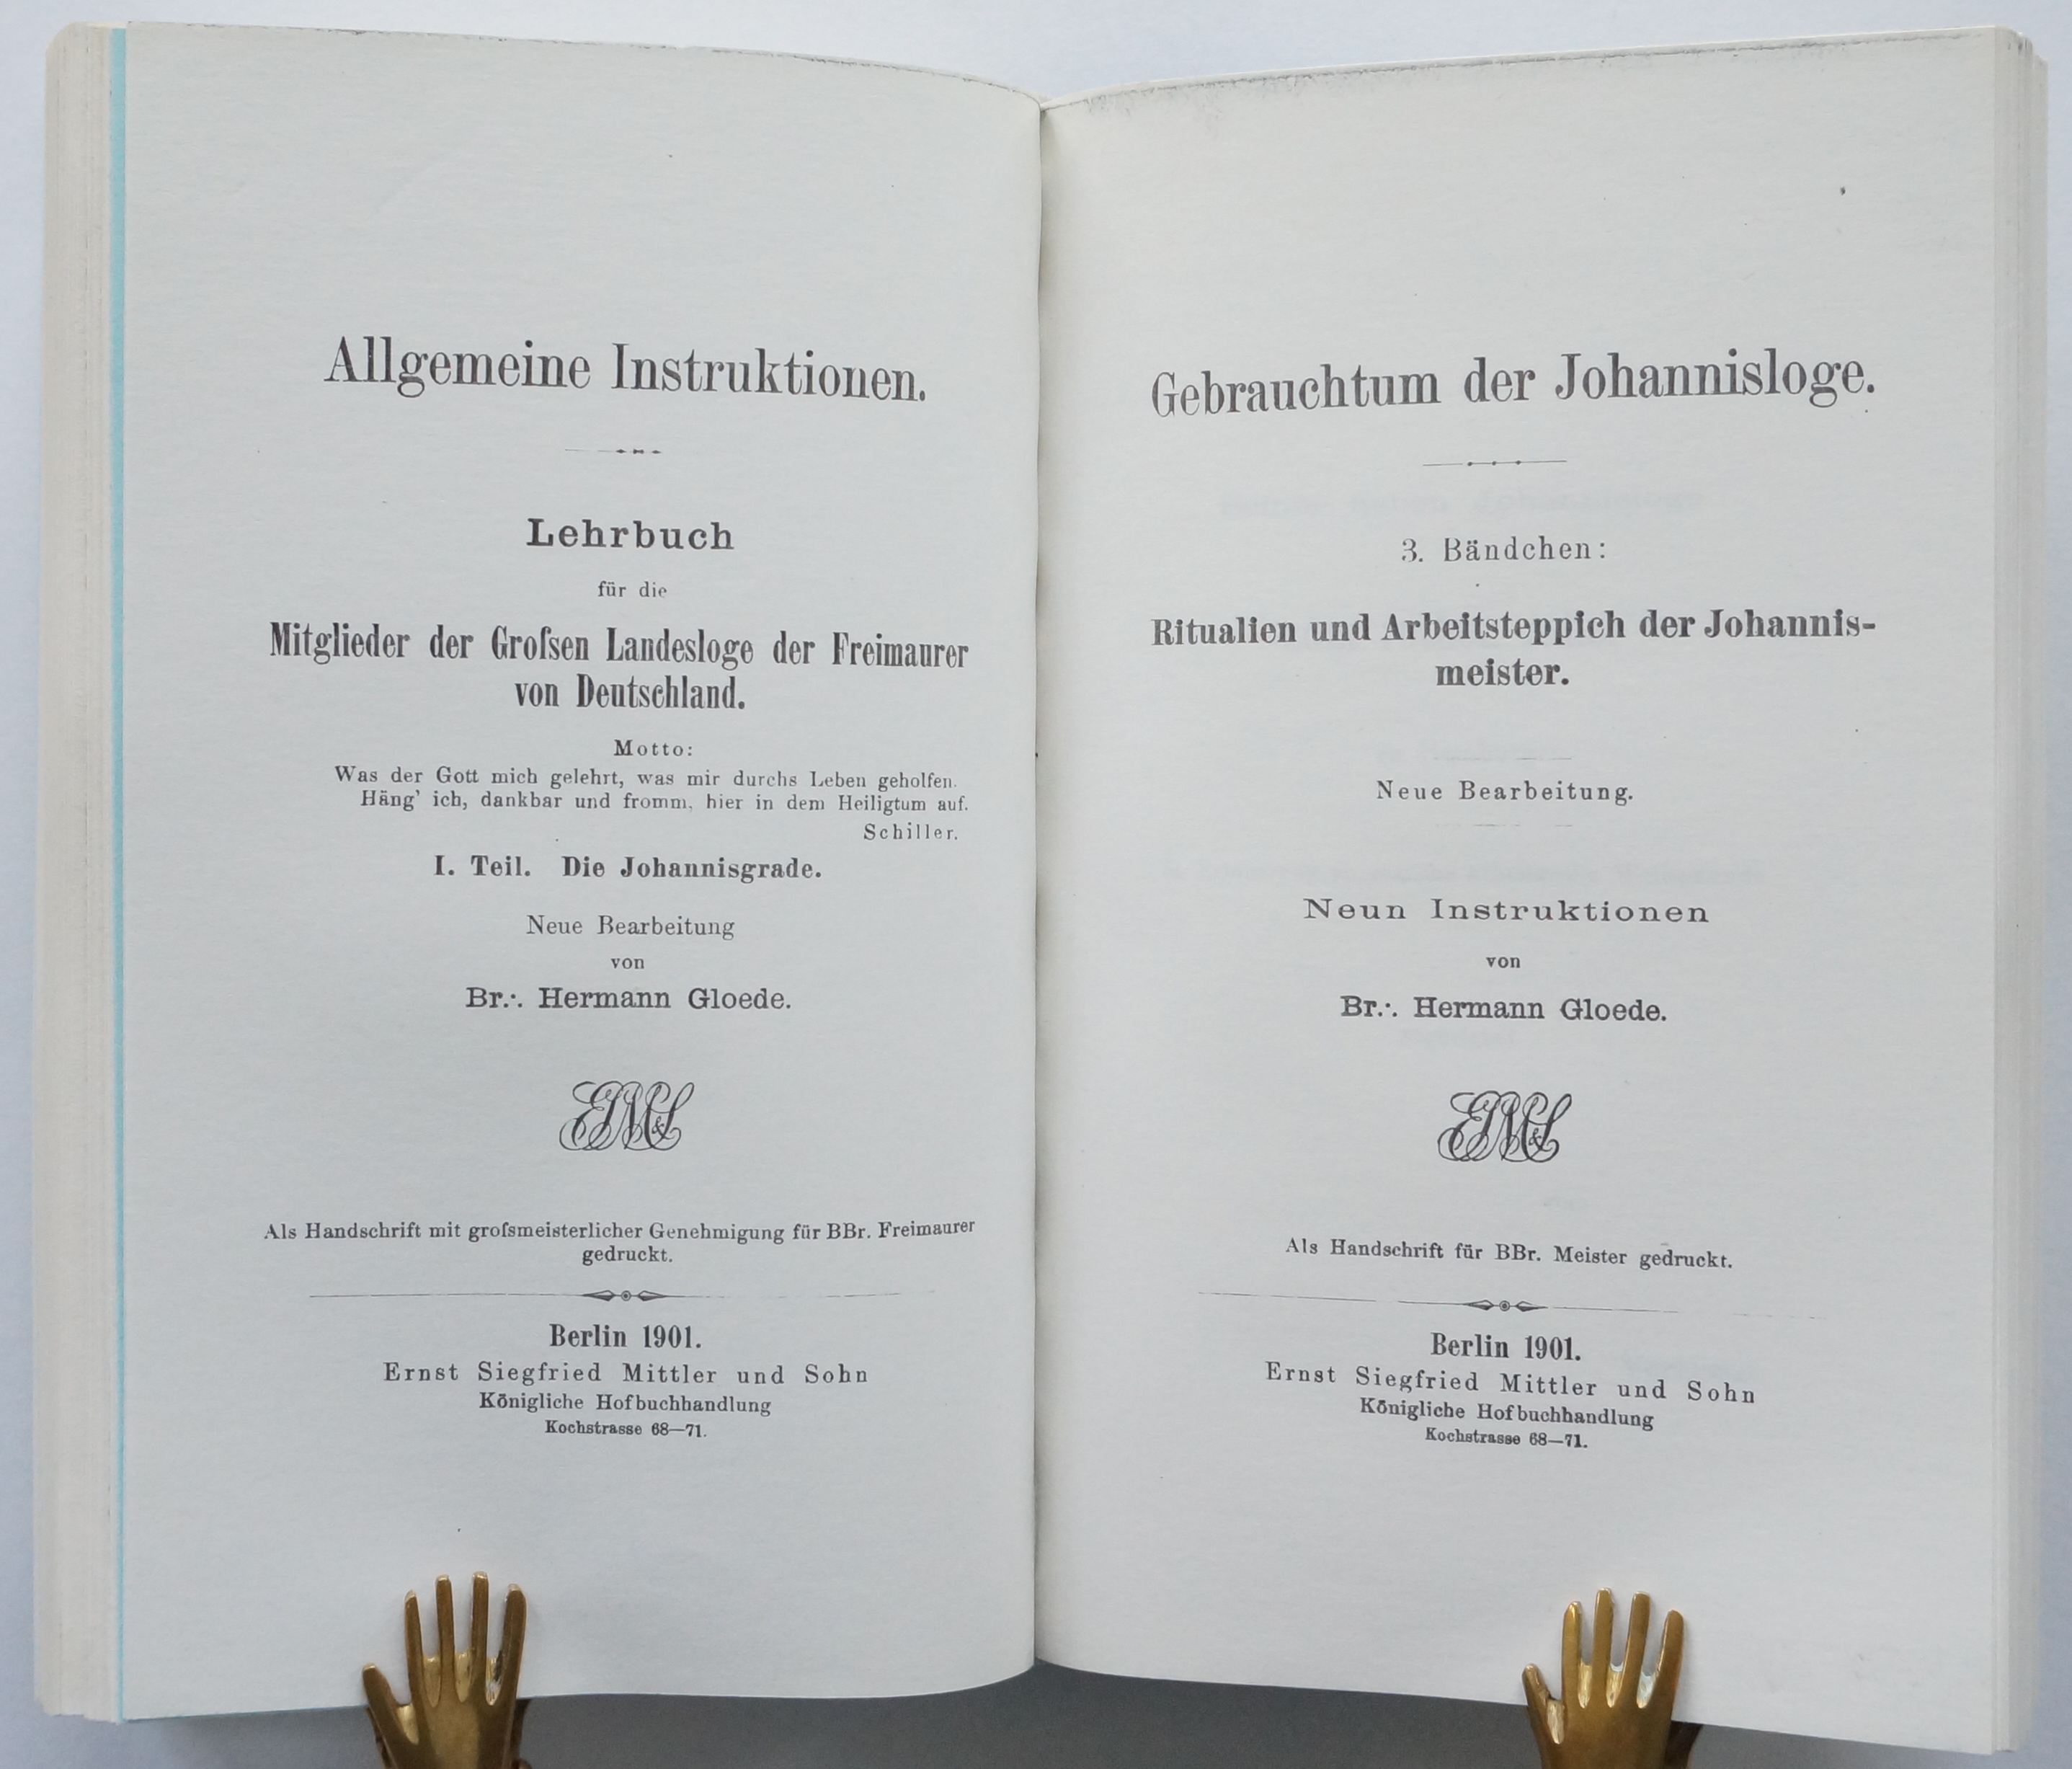 Allgemeine Instruktionen.
Lehrbuch
für die
Mitglieder der Groſsen Landesloge der Freimaurer
von Deutschland.
Motto:
Was der Gott mich gelehrt, was mir durchs Leben geholfen.
Häng' ich, dankbar und fromm, hier in dem Heiligtum auf.
Schiller.
I. Teil. Die Johannisgrade.
Neue Bearbeitung
von
Br.·. Hermann Gloede.
ESM&S
Als Handschrift mit groſsmeisterlicher Genehmigung für BBr. Freimaurer
gedruckt.
Berlin 1901.
Ernst Siegfried Mittler und Sohn
Königliche Hofbuchhandlung
Kochstrasse 68—71.
Gebrauchtum der Johannisloge.
3. Bändchen:
Ritualien und Arbeitsteppich der Johannis-
meister.
Neue Bearbeitung.
Neun Instruktionen
von
Br.·. Hermann Gloede.
ESM&S
Als Handschrift für BBr. Meister gedruckt.
Berlin 1901.
Ernst Siegfried Mittler und Sohn
Königliche Hofbuchhandlung
Kochstrasse 68—71.